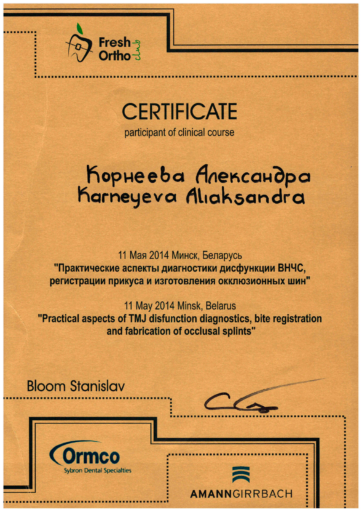 Fresh
Ortho club
CERTIFICATE
participant of clinical course
Корнеева Александра
Karneyeva Aliaksandra
11 Мая 2014 Минск, Беларусь
"Практические аспекты диагностики дисфункции ВНЧС,
регистрации прикуса и изготовления окклюзионных шин"
11 May 2014 Minsk, Belarus
"Practical aspects of TMJ disfunction diagnostics, bite registration
and fabrication of occlusal splints"
Bloom Stanislav
Ormco
Sybron Dental Specialties
AMANNGIRRBACH